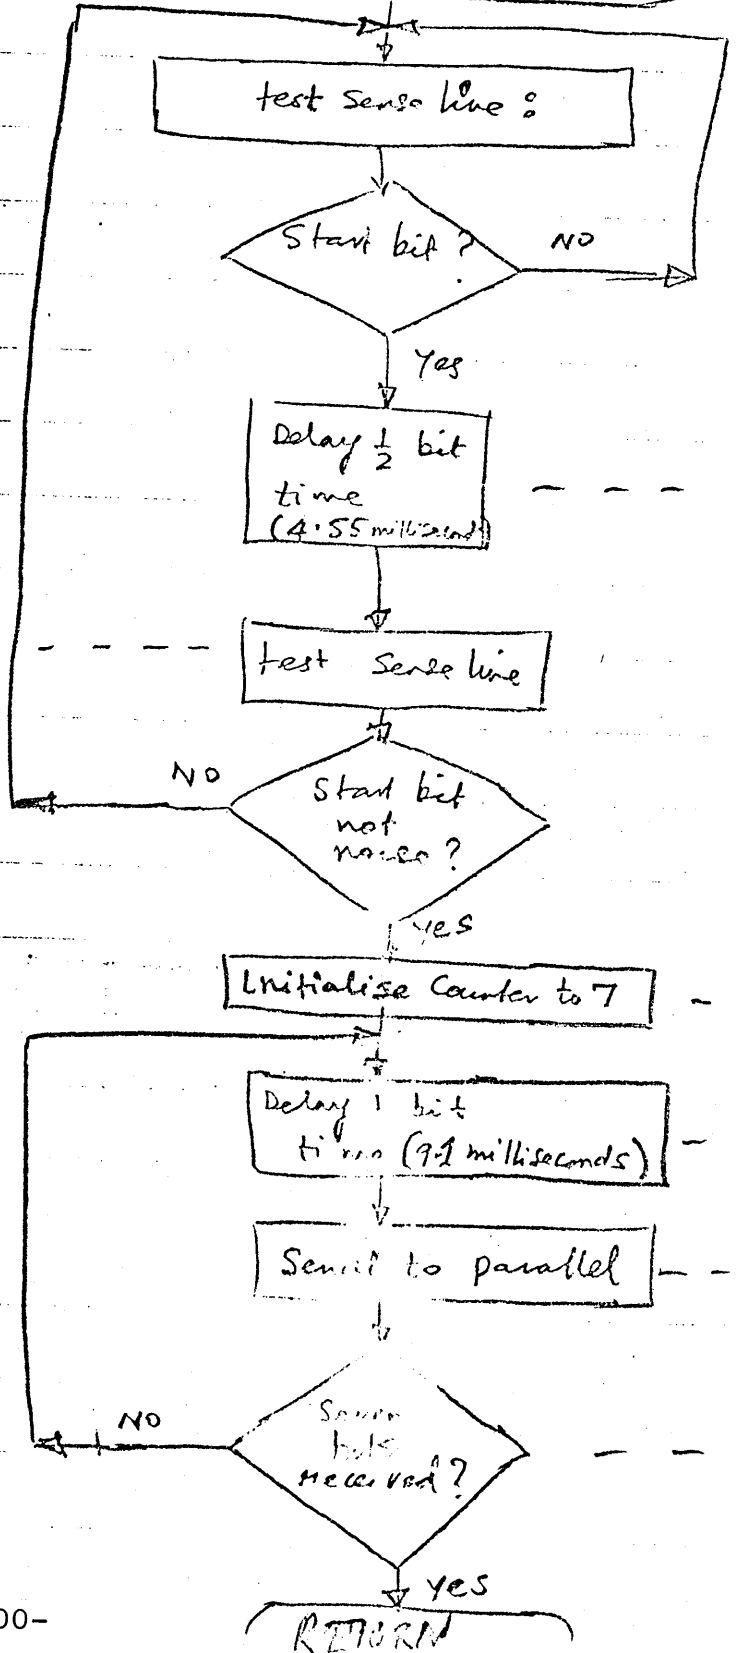 test sense line :
Start bit ?
NO
Yes
Delay 1/2 bit
time
(4.55 milliseconds)
test sense line
NO
Start bit
not
noise ?
yes
Initialise Counter to 7
Delay 1 bit
time (9.1 milliseconds)
Serial to parallel
NO
Seven
bits
received ?
yes
RETURN
00-